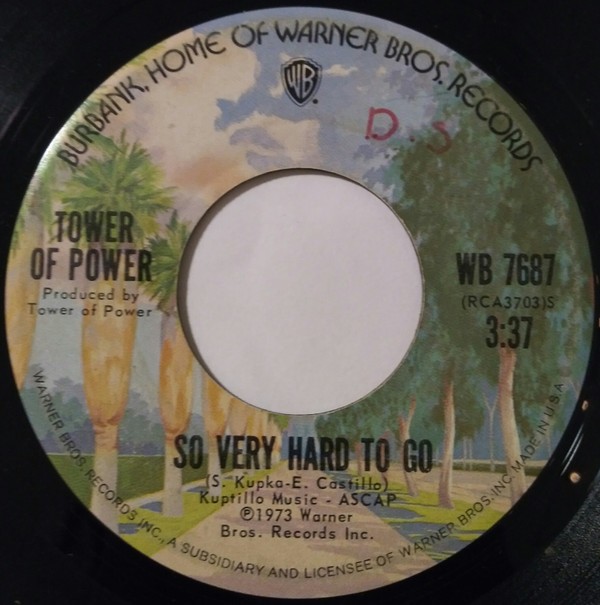 BURBANK, HOME OF WARNER BROS. RECORDS
WB
D.S
TOWER
OF POWER
Produced by
Tower of Power
WB 7687
(RCA3703)S
3:37
SO VERY HARD TO GO
(S. Kupka-E. Castillo)
Kuptillo Music - ASCAP
℗1973 Warner
Bros. Records Inc.
WARNER BROS. RECORDS INC., A SUBSIDIARY AND LICENSEE OF WARNER BROS. INC. MADE IN U.S.A.